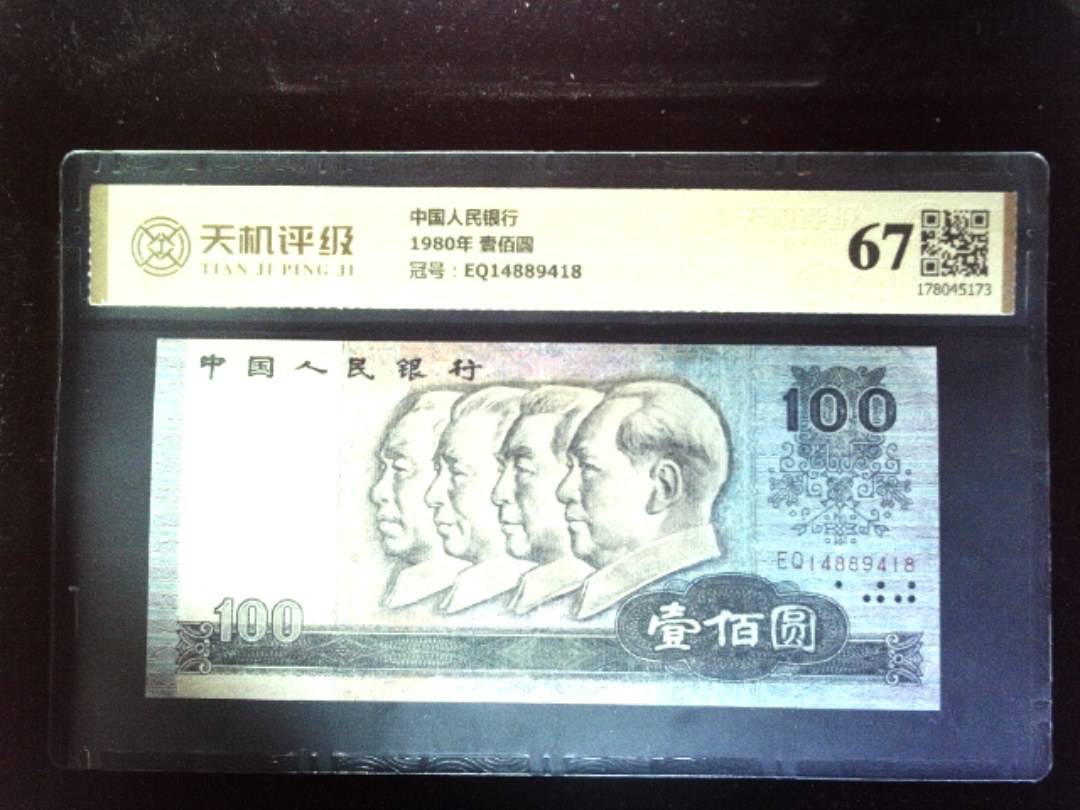 天机评级
TIAN JI PING JI
中国人民银行
1980年 壹佰圆
冠号：EQ14889418
67
178045173
中国人民银行
100
EQ14889418
100
壹佰圆